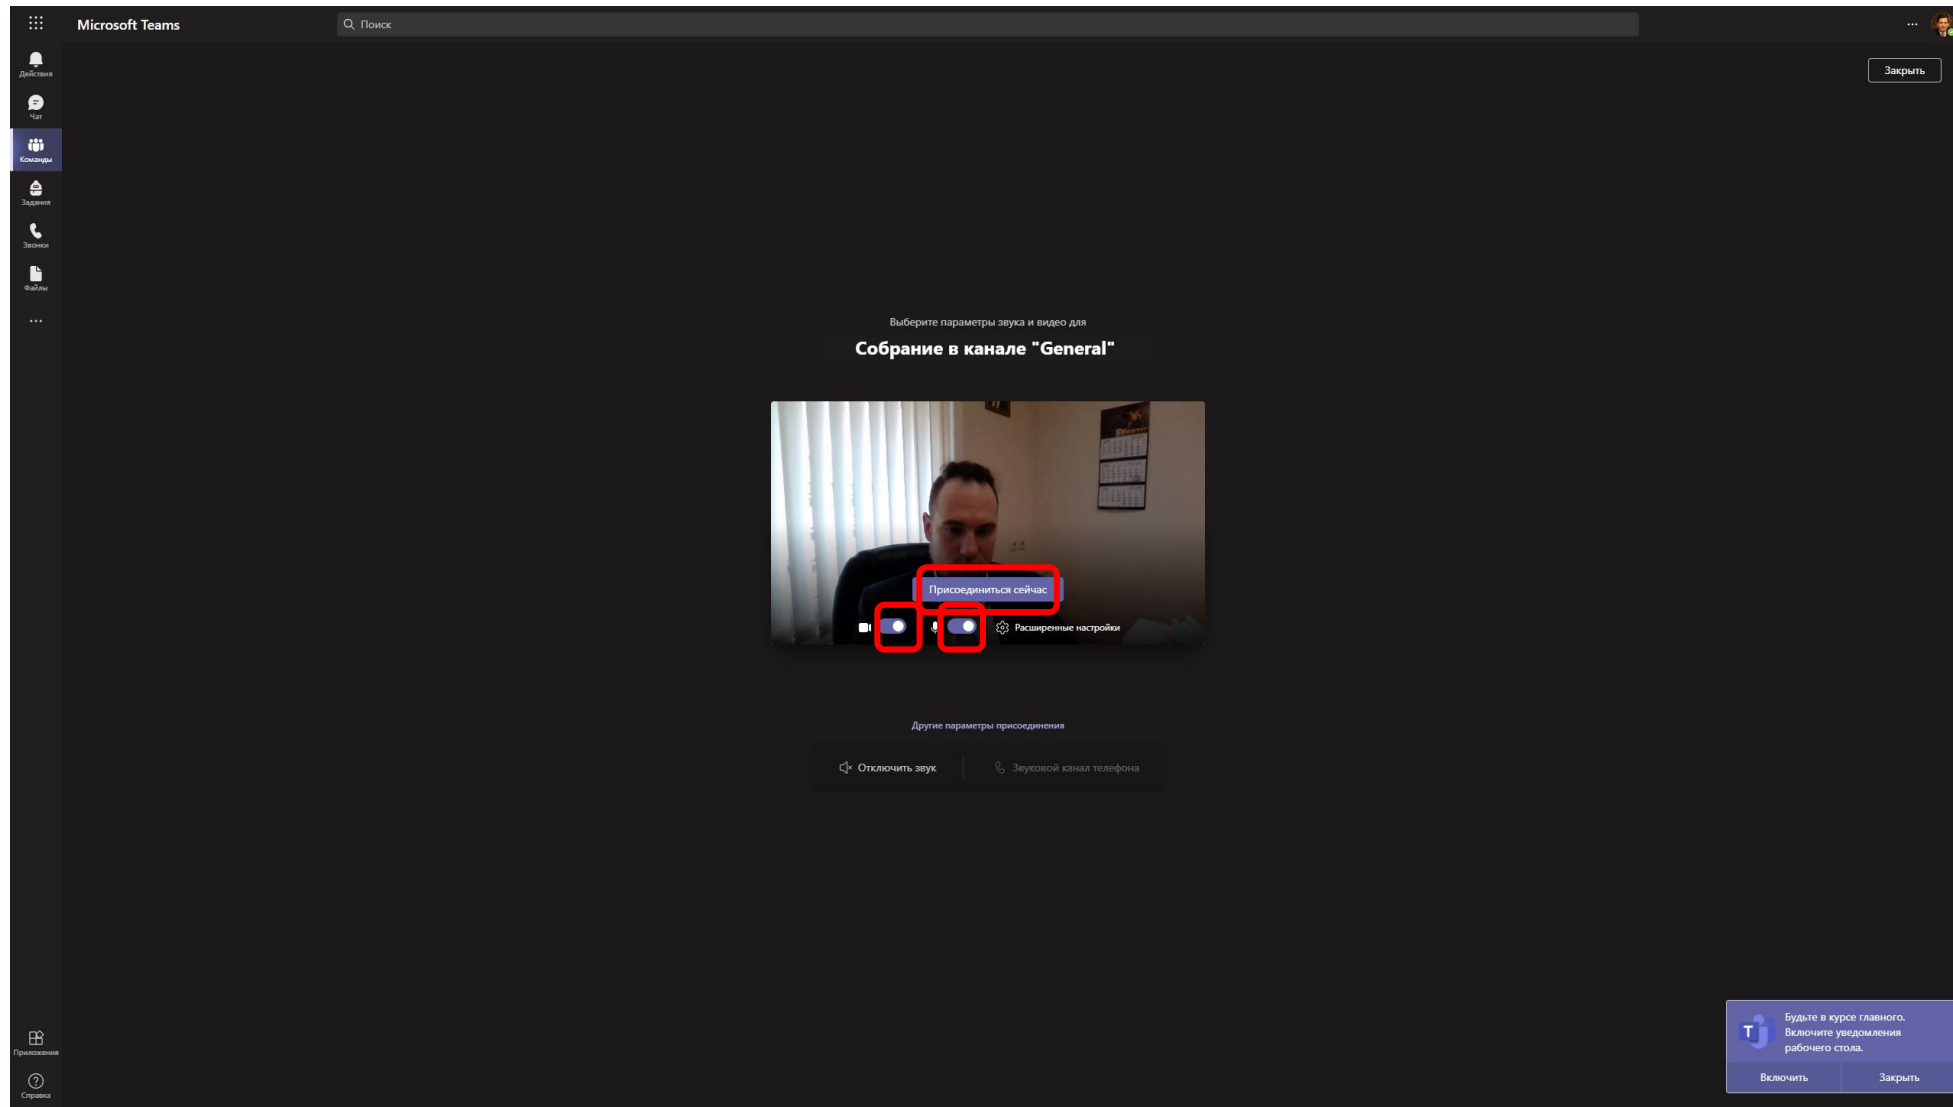 Microsoft Teams
Поиск
Действия
Закрыть
Чат
Команды
Задания
Звонки
Файлы
Выберите параметры звука и видео для
Собрание в канале "General"
Присоединиться сейчас
Расширенные настройки
Другие параметры присоединения
Отключить звук
Звуковой канал телефона
Будьте в курсе главного.
Включите уведомления
рабочего стола.
Включить
Закрыть
Приложения
Справка